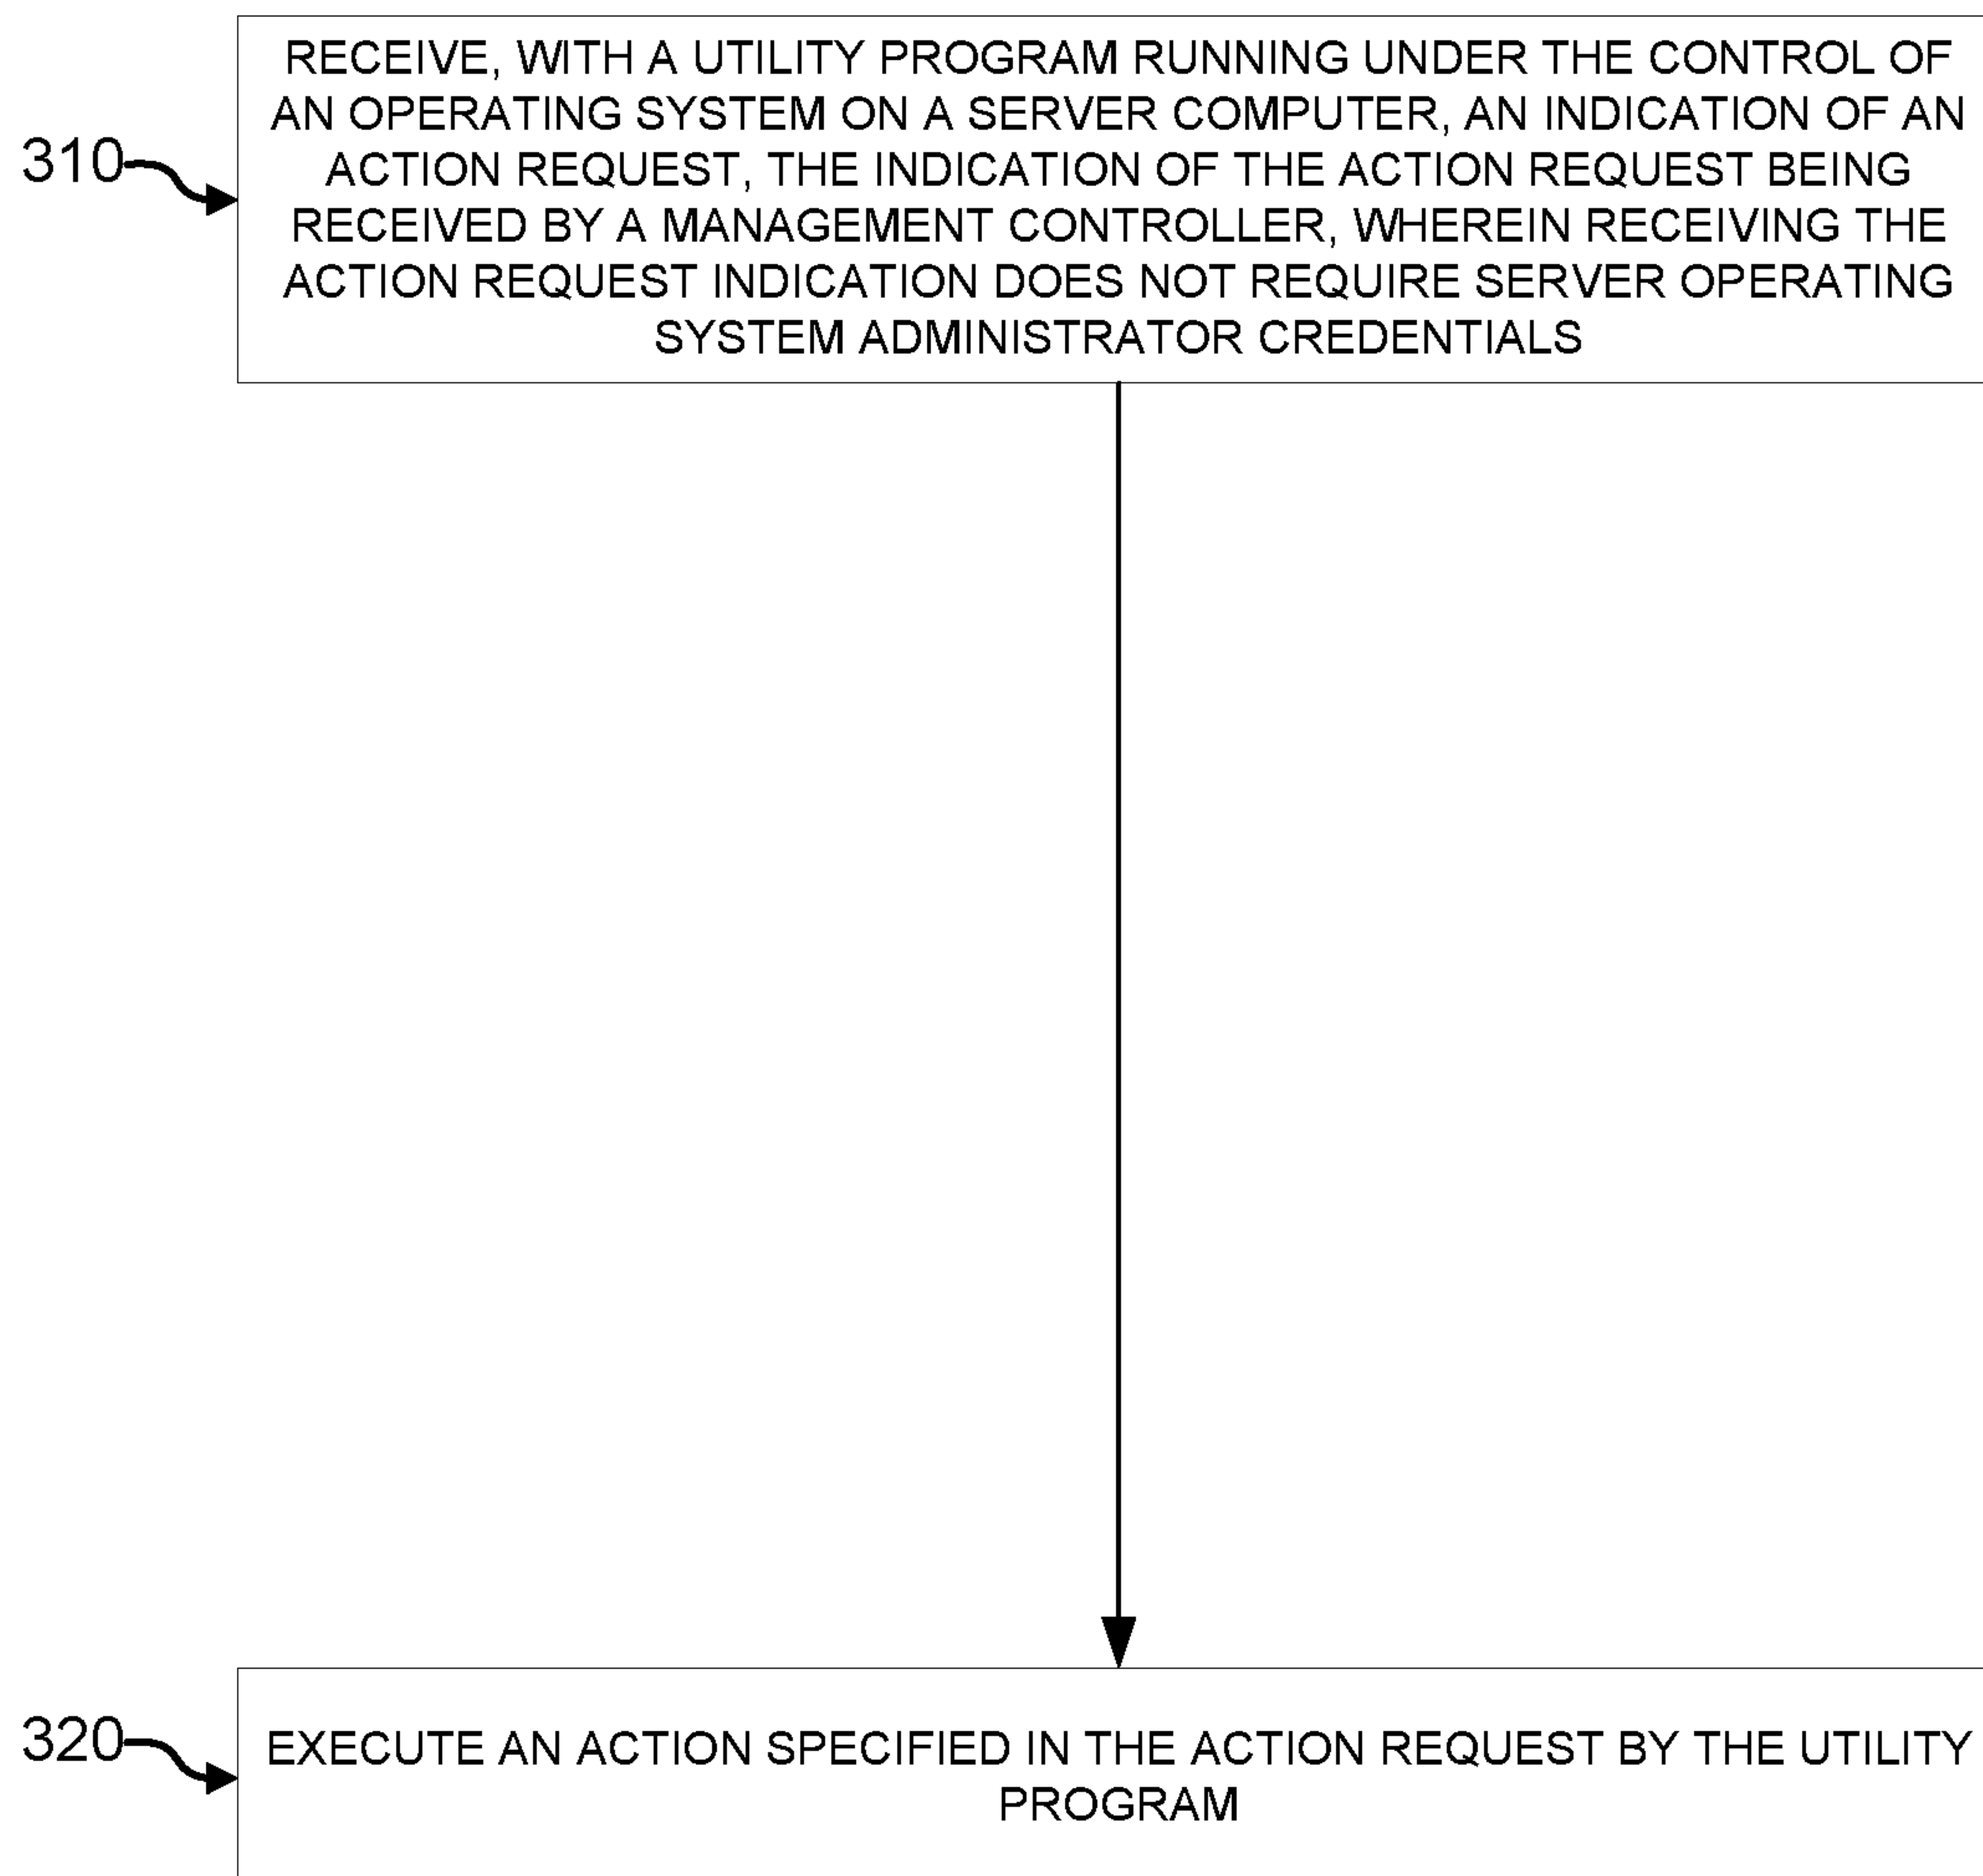 310
RECEIVE, WITH A UTILITY PROGRAM RUNNING UNDER THE CONTROL OF
AN OPERATING SYSTEM ON A SERVER COMPUTER, AN INDICATION OF AN
ACTION REQUEST, THE INDICATION OF THE ACTION REQUEST BEING
RECEIVED BY A MANAGEMENT CONTROLLER, WHEREIN RECEIVING THE
ACTION REQUEST INDICATION DOES NOT REQUIRE SERVER OPERATING
SYSTEM ADMINISTRATOR CREDENTIALS
320
EXECUTE AN ACTION SPECIFIED IN THE ACTION REQUEST BY THE UTILITY
PROGRAM